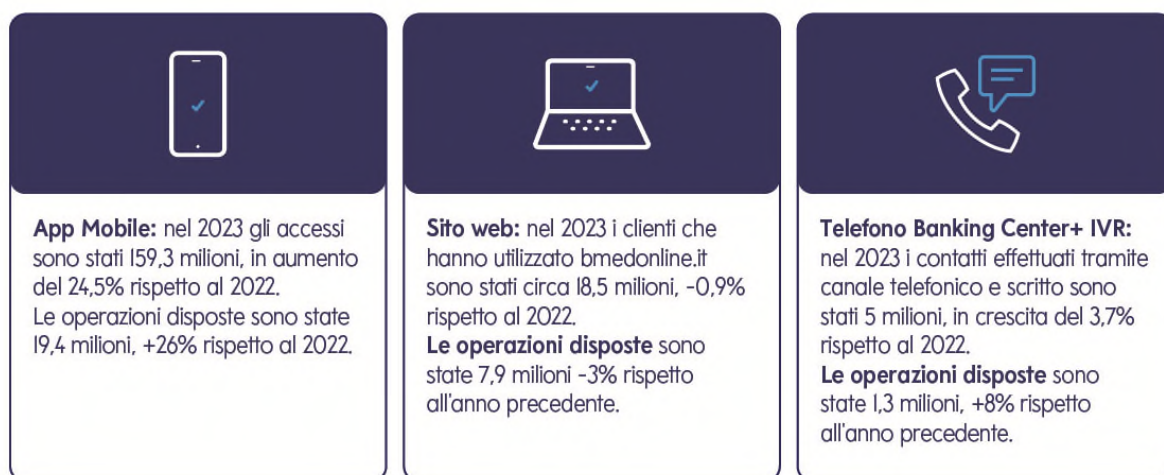 App Mobile: nel 2023 gli accessi
sono stati 159,3 milioni, in aumento
del 24,5% rispetto al 2022.
Le operazioni disposte sono state
19,4 milioni, +26% rispetto al 2022.
Sito web: nel 2023 i clienti che
hanno utilizzato bmedonline.it
sono stati circa 18,5 milioni, -0,9%
rispetto al 2022.
Le operazioni disposte sono
state 7,9 milioni -3% rispetto
all'anno precedente.
Telefono Banking Center+ IVR:
nel 2023 i contatti effettuati tramite
canale telefonico e scritto sono
stati 5 milioni, in crescita del 3,7%
rispetto al 2022.
Le operazioni disposte sono
state 1,3 milioni, +8% rispetto
all'anno precedente.